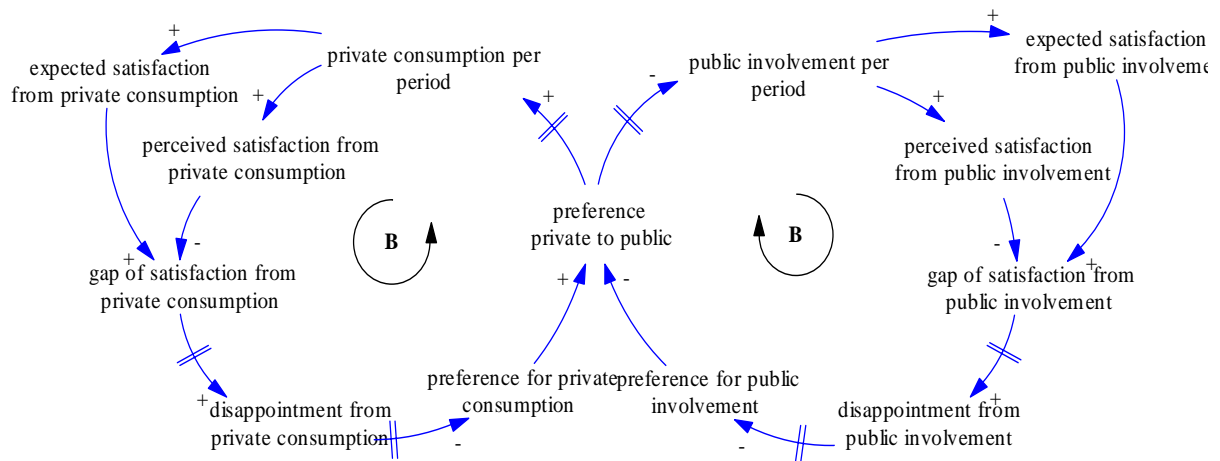 private consumption per
period
expected satisfaction
from private consumption
perceived satisfaction from
private consumption
gap of satisfaction from
private consumption
disappointment from
private consumption
preference for private
consumption
preference
private to public
preference for public
involvement
public involvement per
period
expected satisfaction
from public involveme
perceived satisfaction
from public involvement
gap of satisfaction from
public involvement
disappointment from
public involvement
B
B
+
+
+
-
+
+
-
+
-
+
-
+
+
-
+
+
-